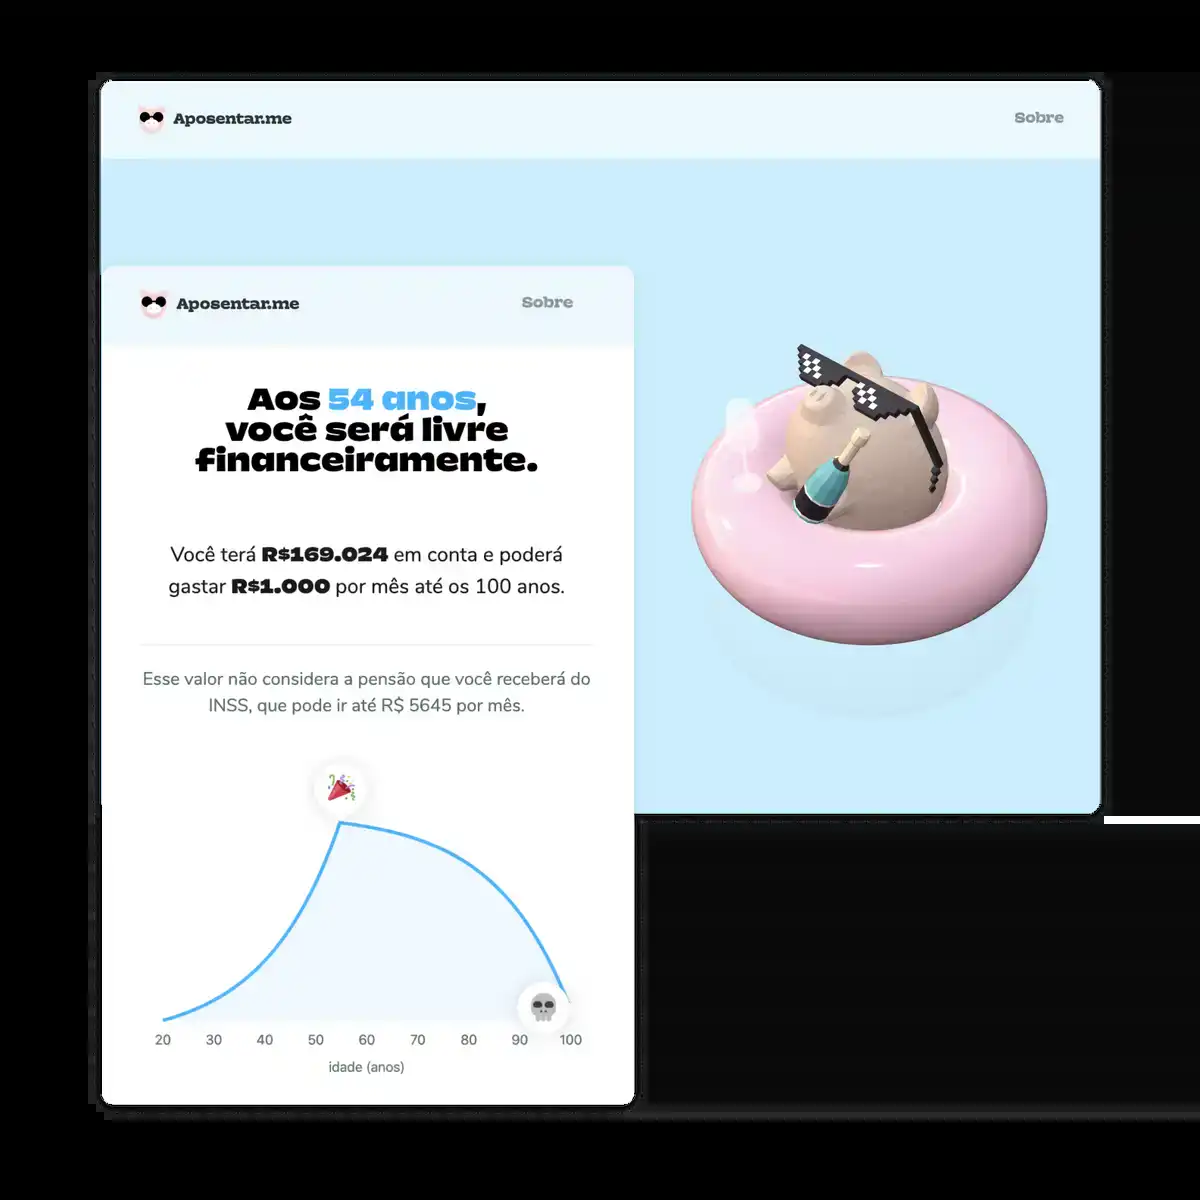 Aposentar.me
Sobre
Aposentar.me
Sobre
Aos 54 anos,
você será livre
financeiramente.
Você terá R$169.024 em conta e poderá
gastar R$1.000 por mês até os 100 anos.
Esse valor não considera a pensão que você receberá do
INSS, que pode ir até R$ 5645 por mês.
20 30 40 50 60 70 80 90 100
idade (anos)